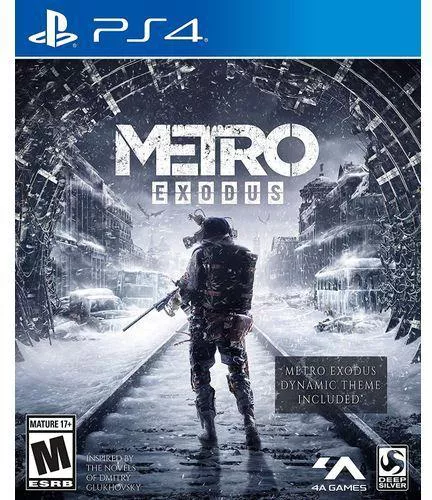 PS4
METRO
EXODUS
"METRO EXODUS
DYNAMIC THEME
INCLUDED"
MATURE 17+
M
ESRB
INSPIRED BY
THE NOVELS
OF DMITRY
GLUKHOVSKY
4A GAMES
DEEP
SILVER